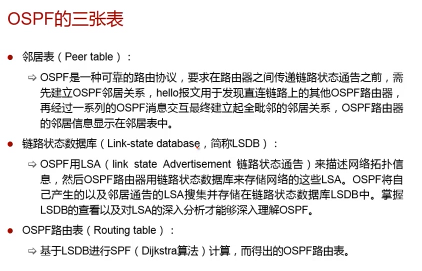 OSPF的三张表
● 邻居表（Peer table）：
⇨ OSPF是一种可靠的路由协议，要求在路由器之间传递链路状态通告之前，需
先建立OSPF邻居关系，hello报文用于发现直连链路上的其他OSPF路由器，
再经过一系列的OSPF消息交互最终建立起全毗邻的邻居关系，OSPF路由器
的邻居信息显示在邻居表中。
● 链路状态数据库（Link-state database，简称LSDB）：
⇨ OSPF用LSA（link state Advertisement 链路状态通告）来描述网络拓扑信
息，然后OSPF路由器用链路状态数据库来存储网络的这些LSA。OSPF将自
己产生的以及邻居通告的LSA搜集并存储在链路状态数据库LSDB中。掌握
LSDB的查看以及对LSA的深入分析才能够深入理解OSPF。
● OSPF路由表（Routing table）：
⇨ 基于LSDB进行SPF（Dijkstra算法）计算，而得出的OSPF路由表。